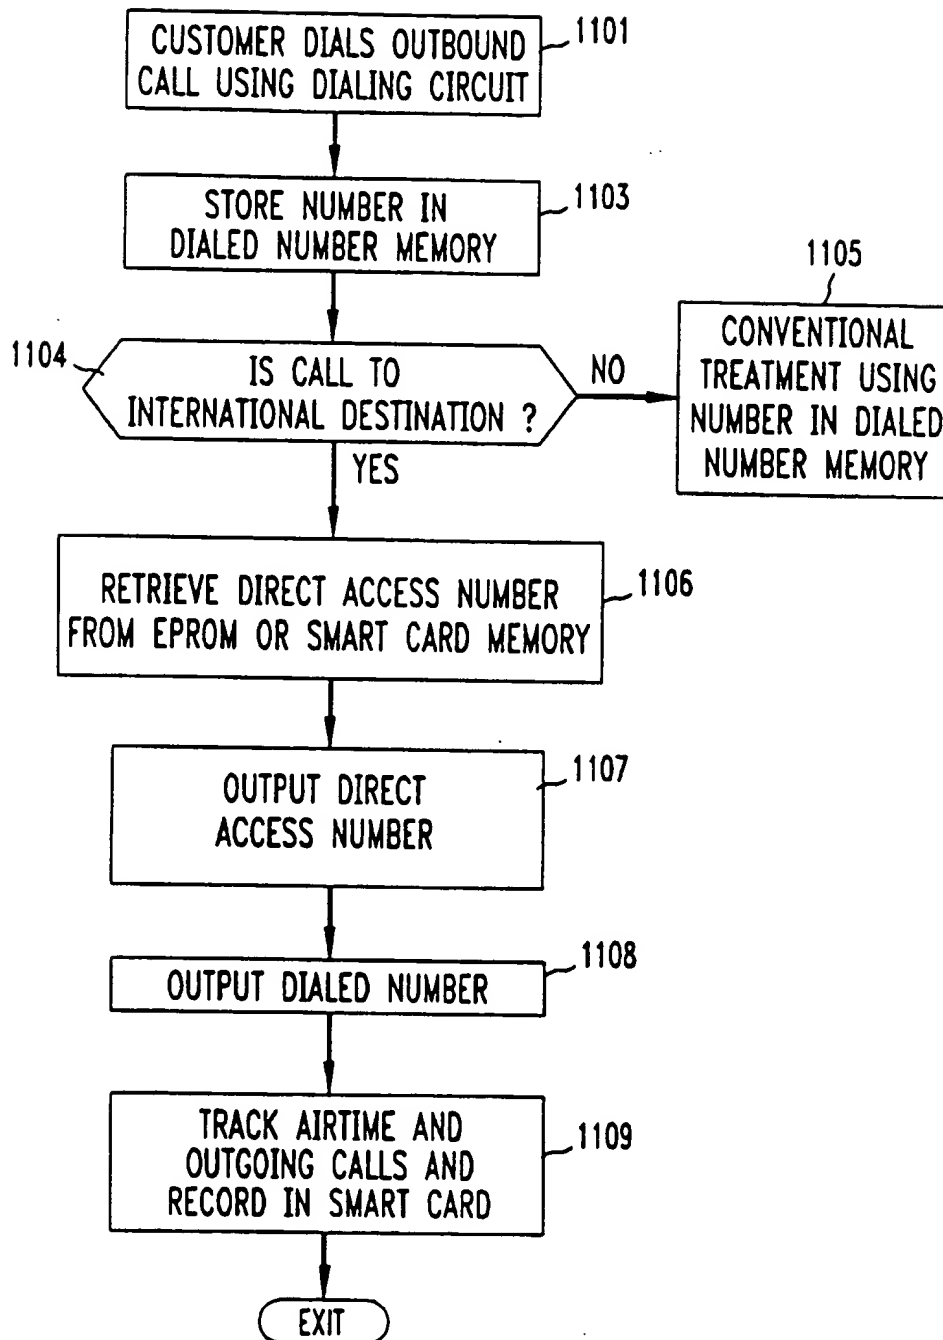 CUSTOMER DIALS OUTBOUND
CALL USING DIALING CIRCUIT
1101
STORE NUMBER IN
DIALED NUMBER MEMORY
1103
1104
IS CALL TO
INTERNATIONAL DESTINATION ?
NO
YES
1105
CONVENTIONAL
TREATMENT USING
NUMBER IN DIALED
NUMBER MEMORY
RETRIEVE DIRECT ACCESS NUMBER
FROM EPROM OR SMART CARD MEMORY
1106
OUTPUT DIRECT
ACCESS NUMBER
1107
OUTPUT DIALED NUMBER
1108
TRACK AIRTIME AND
OUTGOING CALLS AND
RECORD IN SMART CARD
1109
EXIT